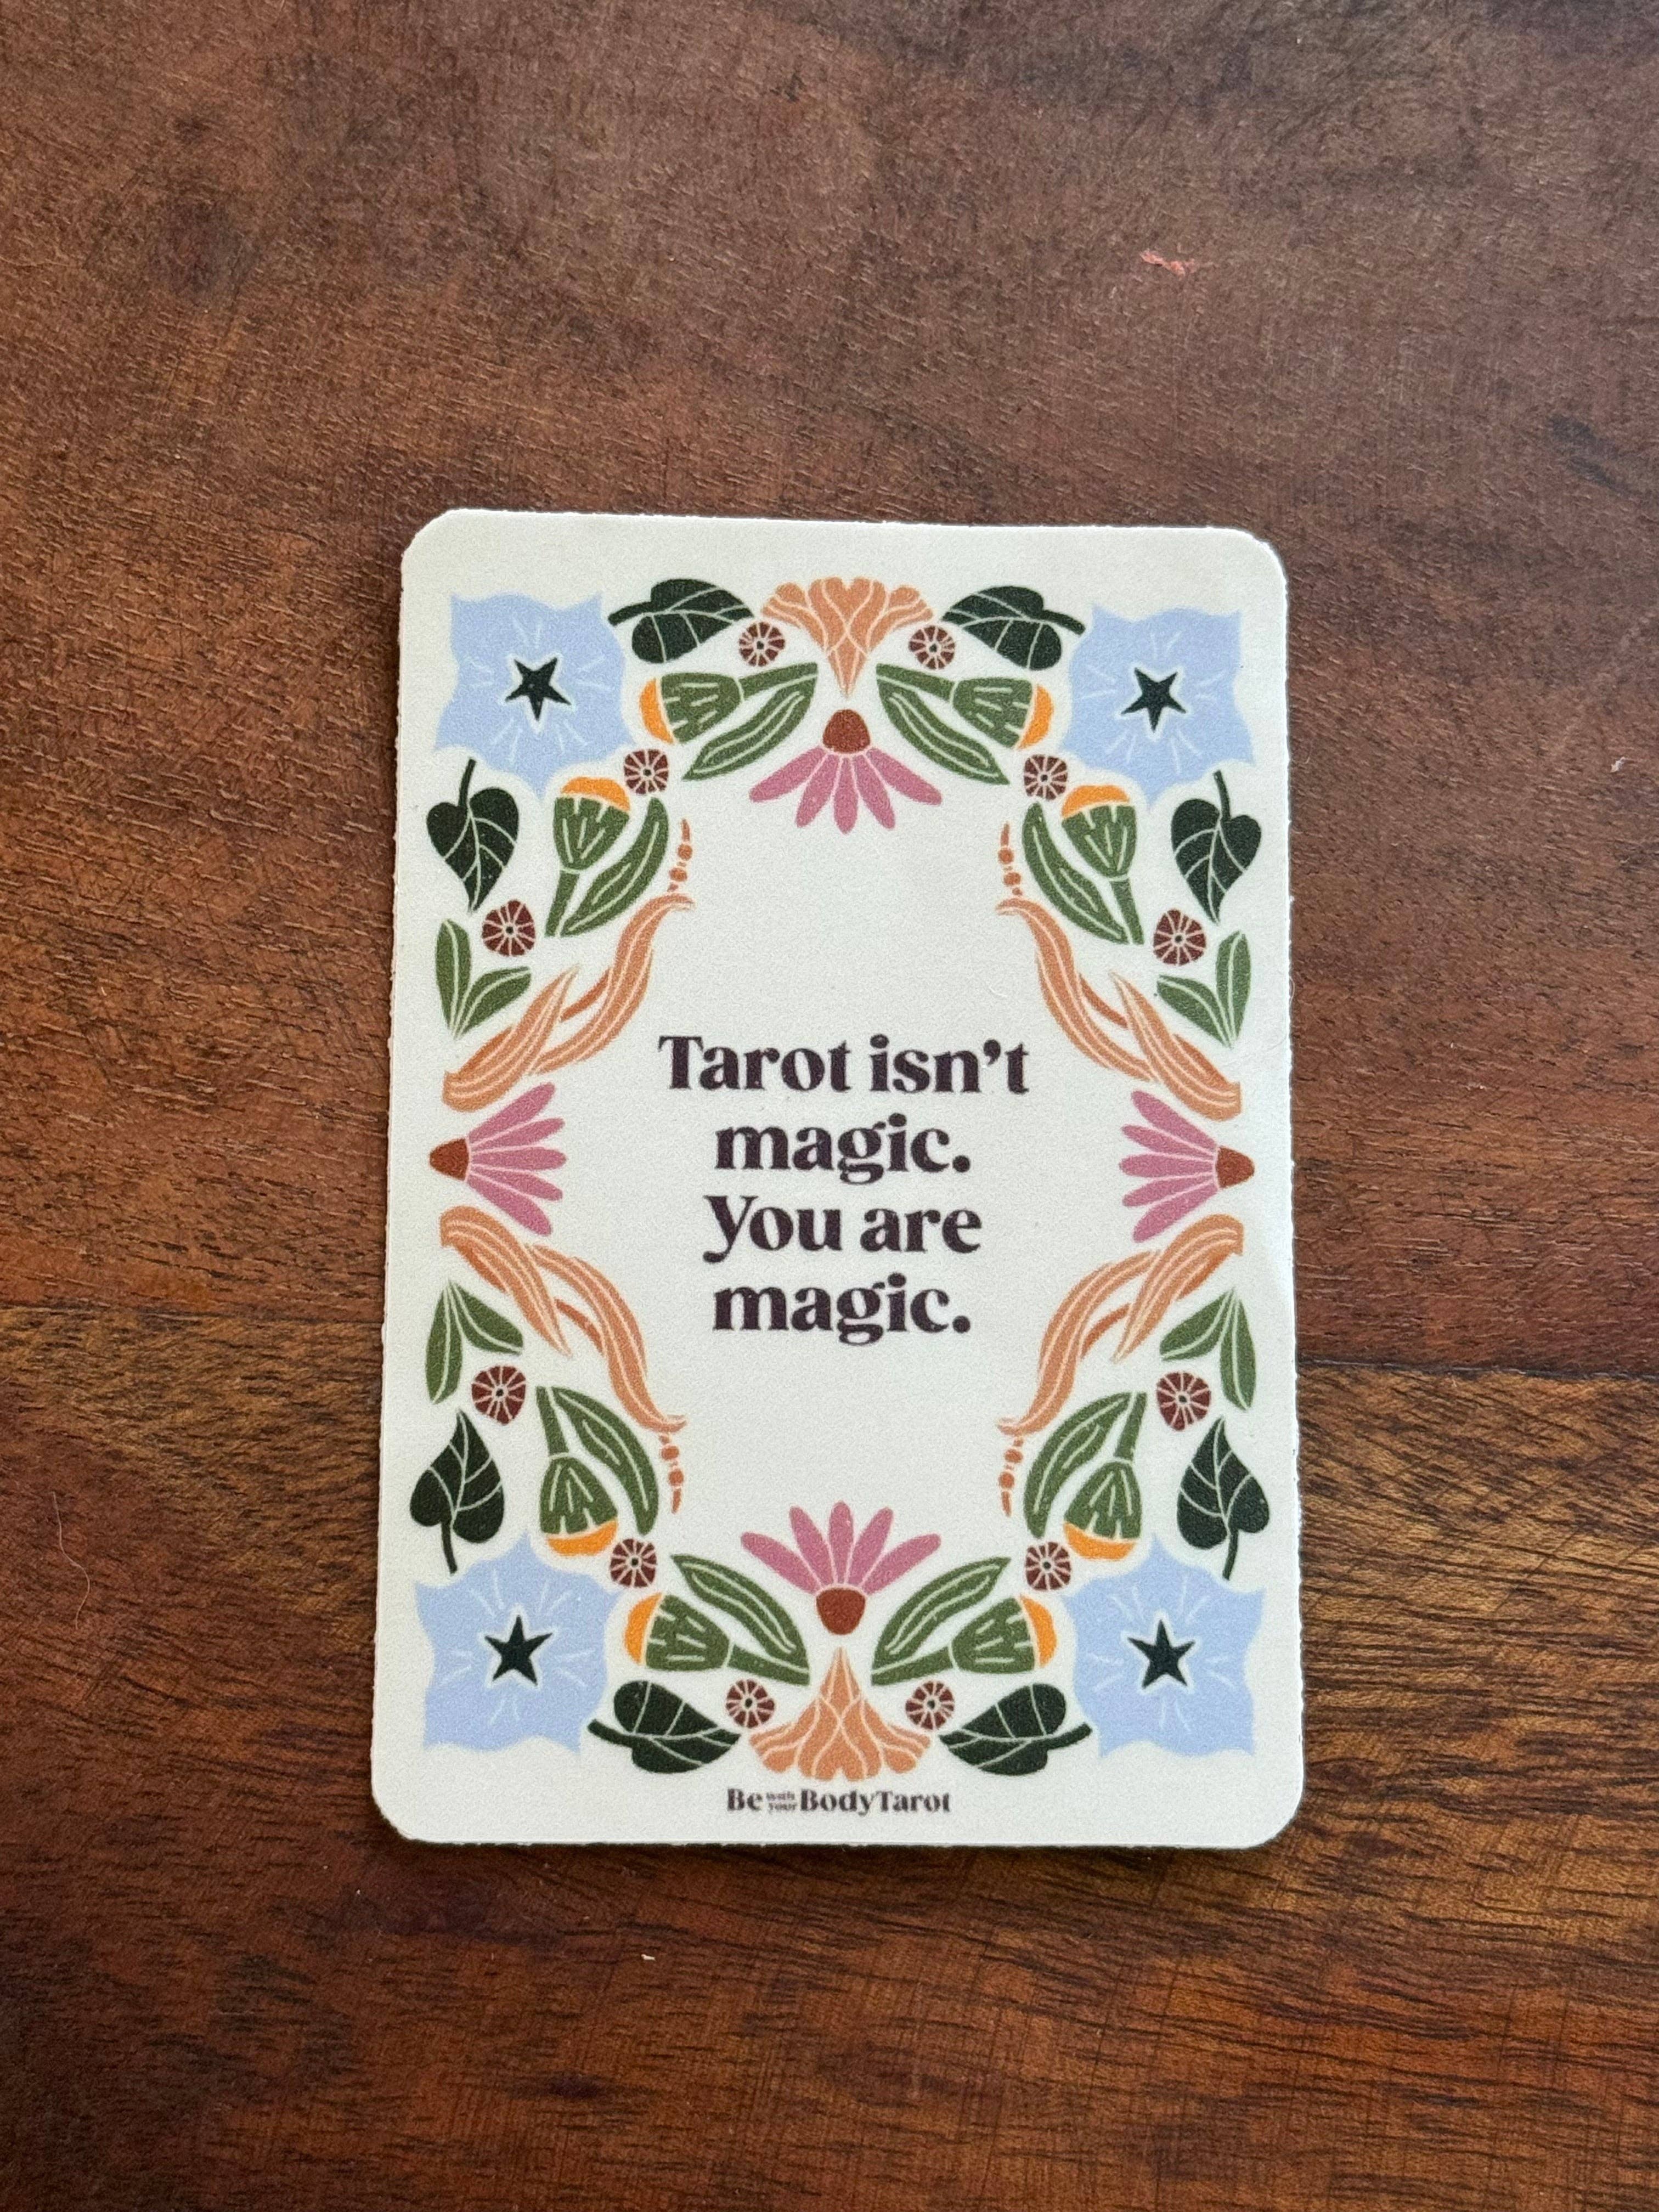 Tarot isn't
magic.
You are
magic.
Be with your BodyTarot